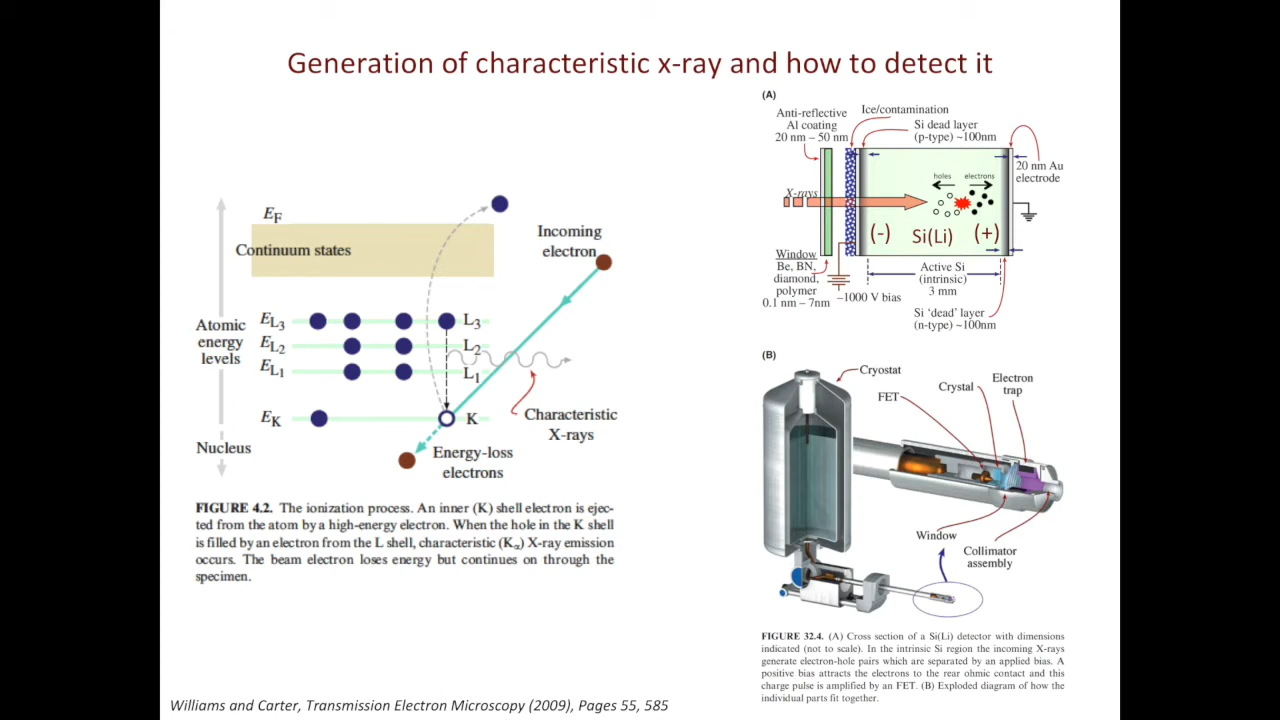 Generation of characteristic x-ray and how to detect it
E_F
Continuum states
Incoming
electron
Atomic
energy
levels
E_L3
L3
E_L2
L2
E_L1
L1
E_K
K
Nucleus
Characteristic
X-rays
Energy-loss
electrons
FIGURE 4.2. The ionization process. An inner (K) shell electron is ejec-
ted from the atom by a high-energy electron. When the hole in the K shell
is filled by an electron from the L shell, characteristic (Kα) X-ray emission
occurs. The beam electron loses energy but continues on through the
specimen.
(A)
Anti-reflective
Al coating
20 nm – 50 nm
Ice/contamination
Si dead layer
(p-type) ~100nm
20 nm Au
electrode
X-rays
holes
electrons
(-)
Si(Li)
(+)
Window
Be, BN,
diamond,
polymer
0.1 nm – 7nm
~1000 V bias
Active Si
(intrinsic)
3 mm
Si ‘dead’ layer
(n-type) ~100nm
(B)
Cryostat
FET
Crystal
Electron
trap
Window
Collimator
assembly
FIGURE 32.4. (A) Cross section of a Si(Li) detector with dimensions
indicated (not to scale). In the intrinsic Si region the incoming X-rays
generate electron-hole pairs which are separated by an applied bias. A
positive bias attracts the electrons to the rear ohmic contact and this
charge pulse is amplified by an FET. (B) Exploded diagram of how the
individual parts fit together.
Williams and Carter, Transmission Electron Microscopy (2009), Pages 55, 585